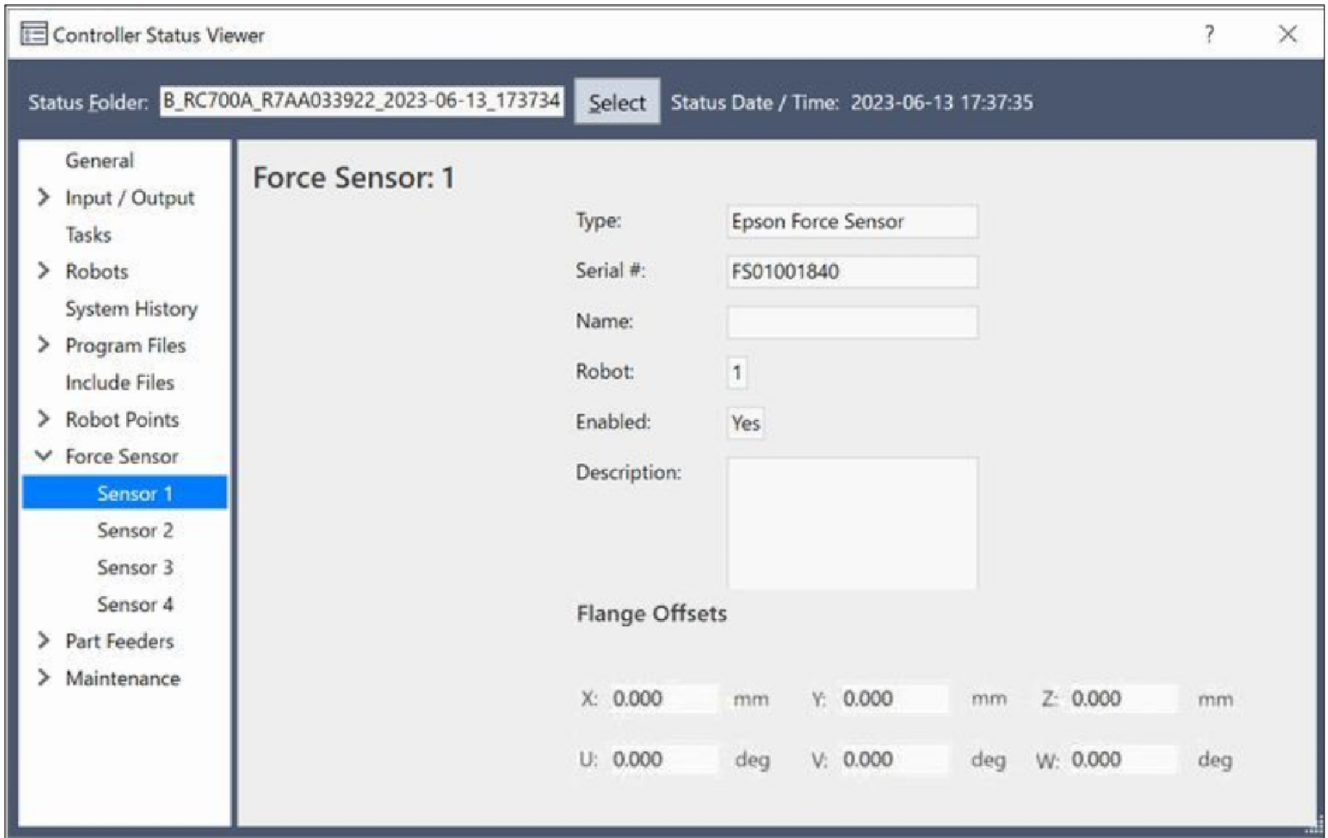 Controller Status Viewer
?
Status Folder: B_RC700A_R7AA033922_2023-06-13_173734 Select Status Date / Time: 2023-06-13 17:37:35
General
Input / Output
Tasks
Robots
System History
Program Files
Include Files
Robot Points
Force Sensor
Sensor 1
Sensor 2
Sensor 3
Sensor 4
Part Feeders
Maintenance
Force Sensor: 1
Type: Epson Force Sensor
Serial #: FS01001840
Name:
Robot: 1
Enabled: Yes
Description:
Flange Offsets
X: 0.000 mm Y: 0.000 mm Z: 0.000 mm
U: 0.000 deg V: 0.000 deg W: 0.000 deg